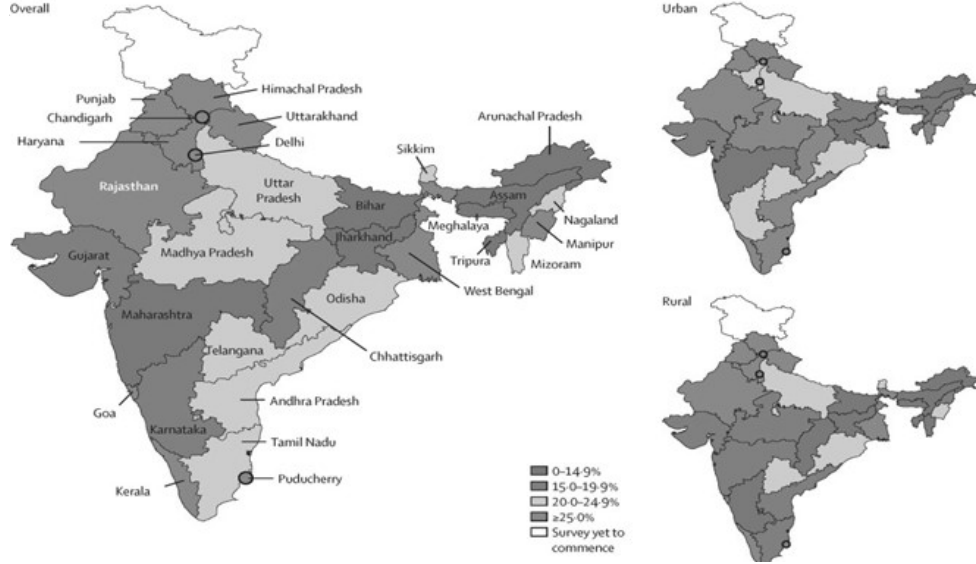 Overall
Himachal Pradesh
Punjab
Chandigarh
Uttarakhand
Haryana
Delhi
Arunachal Pradesh
Sikkim
Rajasthan
Uttar
Pradesh
Bihar
Assam
Nagaland
Meghalaya
Jharkhand
Manipur
Gujarat
Madhya Pradesh
Tripura
Mizoram
West Bengal
Odisha
Maharashtra
Chhattisgarh
Telangana
Goa
Andhra Pradesh
Karnataka
Tamil Nadu
Kerala
Puducherry
0–14·9%
15·0–19·9%
20·0–24·9%
≥25·0%
Survey yet to
commence
Urban
Rural